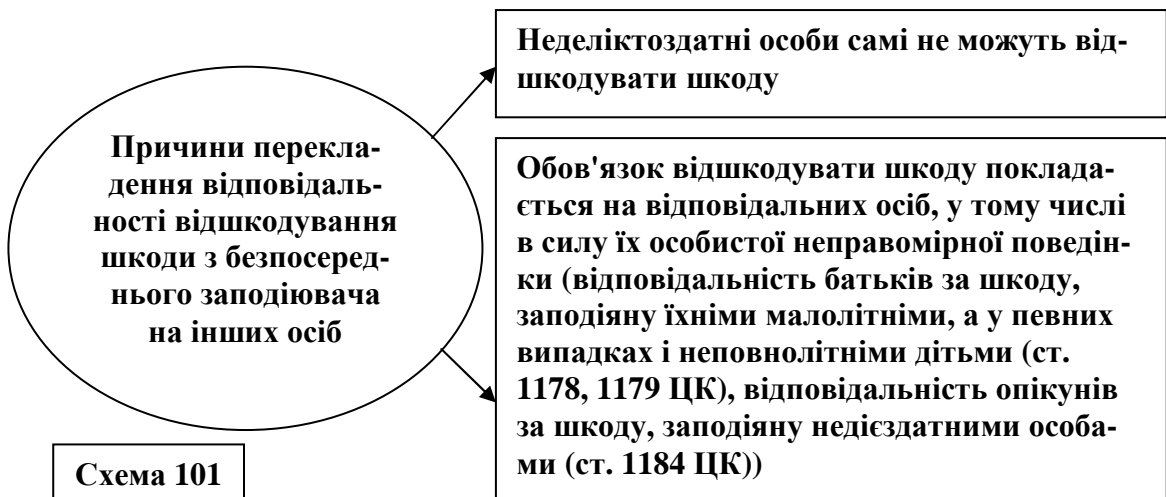 Причини перекла-
дення відповідаль-
ності відшкодування
шкоди з безпосеред-
нього заподіювача
на інших осіб
Неделіктоздатні особи самі не можуть від-
шкодувати шкоду
Обов'язок відшкодувати шкоду поклада-
ється на відповідальних осіб, у тому числі
в силу їх особистої неправомірної поведін-
ки (відповідальність батьків за шкоду,
заподіяну їхніми малолітніми, а у певних
випадках і неповнолітніми дітьми (ст.
1178, 1179 ЦК), відповідальність опікунів
за шкоду, заподіяну недієздатними особа-
ми (ст. 1184 ЦК))
Схема 101